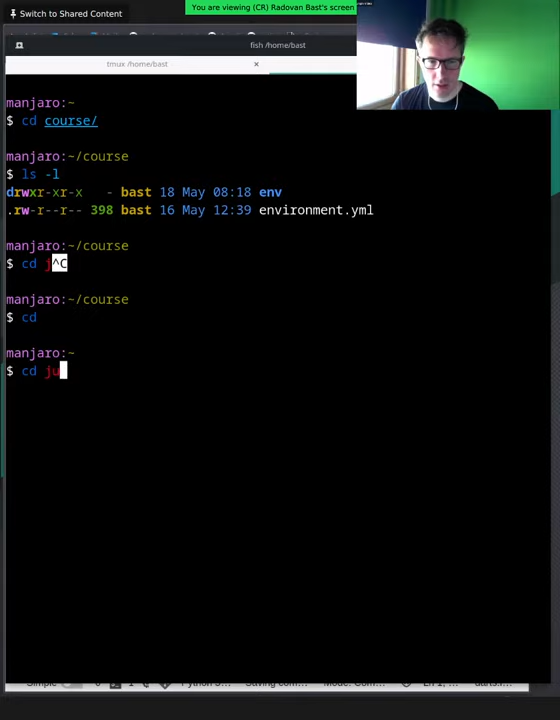 Switch to Shared Content
You are viewing (CR) Radovan Bast's screen
fish /home/bast
tmux /home/bast ×
manjaro:~
$ cd course/
manjaro:~/course
$ ls -l
drwxr-xr-x - bast 18 May 08:18 env
.rw-r--r-- 398 bast 16 May 12:39 environment.yml
manjaro:~/course
$ cd j^C
manjaro:~/course
$ cd
manjaro:~
$ cd ju